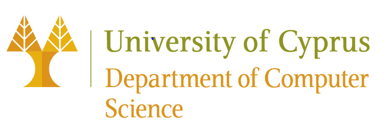 University of Cyprus
Department of Computer
Science